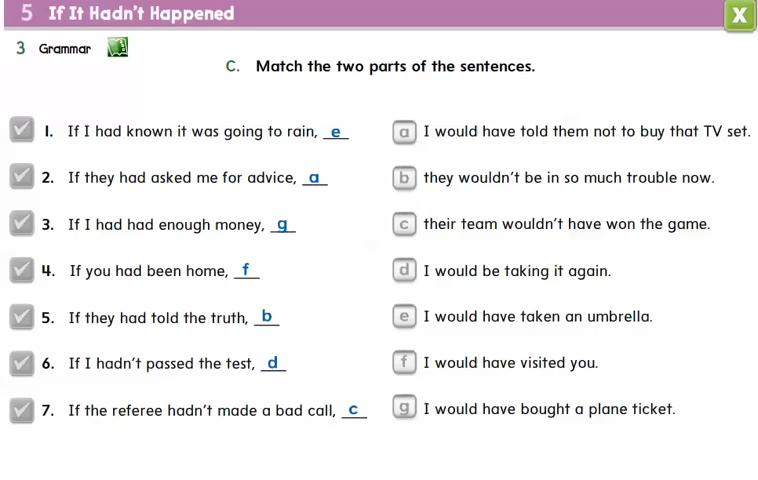 5 If It Hadn't Happened
X
3 Grammar
C. Match the two parts of the sentences.
1. If I had known it was going to rain, e
a I would have told them not to buy that TV set.
2. If they had asked me for advice, a
b they wouldn't be in so much trouble now.
3. If I had had enough money, g
c their team wouldn't have won the game.
4. If you had been home, f
d I would be taking it again.
5. If they had told the truth, b
e I would have taken an umbrella.
6. If I hadn't passed the test, d
f I would have visited you.
7. If the referee hadn't made a bad call, c
g I would have bought a plane ticket.